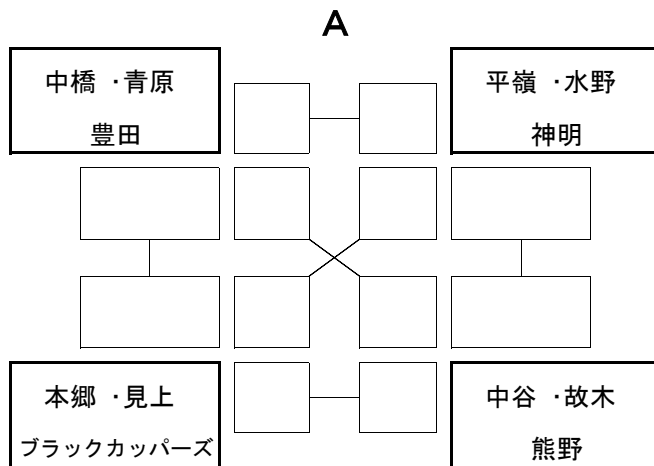 A
中橋 ・青原
豊田
平嶺 ・水野
神明
本郷 ・見上
ブラックカッパーズ
中谷 ・故木
熊野